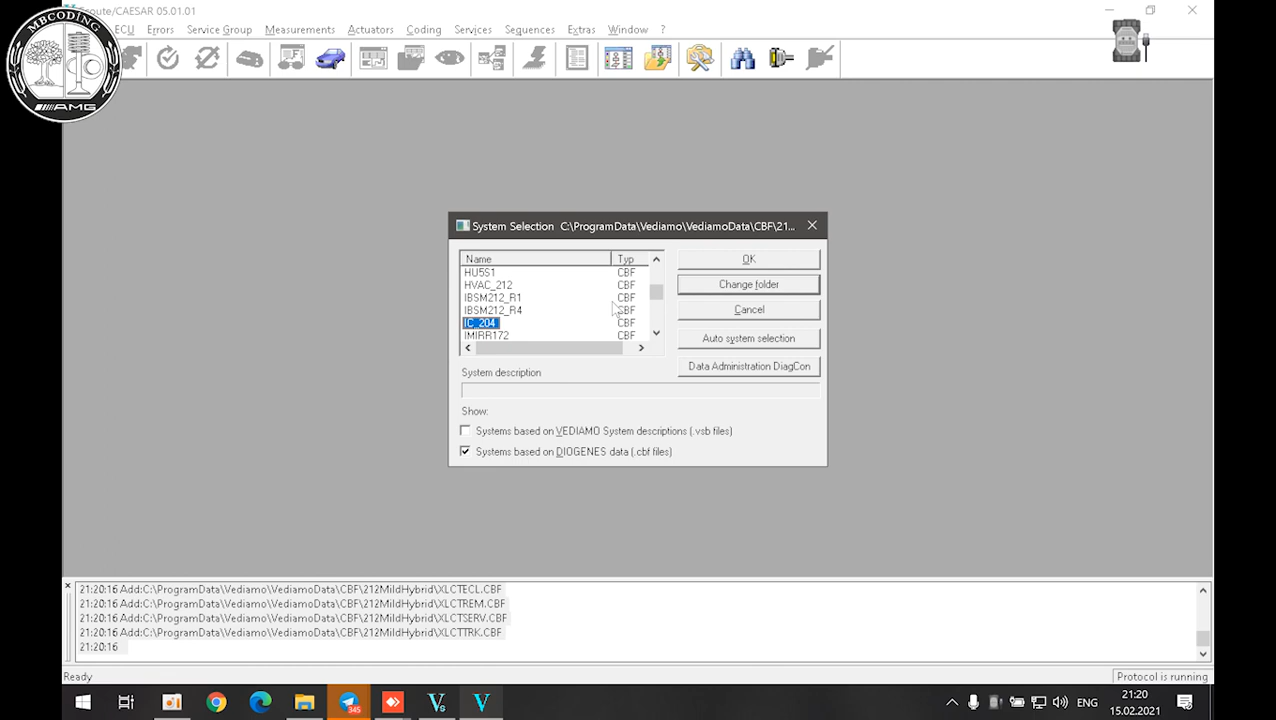 Ecoute/CAESAR 05.01.01
MBCODING
AMG
ECU Errors Service Group Measurements Actuators Coding Services Sequences Extras Window ?
System Selection C:\ProgramData\Vediamo\VediamoData\CBF\21...
Name Typ
HU5S1 CBF
HVAC_212 CBF
IBSM212_R1 CBF
IBSM212_R4 CBF
IC_204 CBF
IMIRR172 CBF
OK
Change folder
Cancel
Auto system selection
Data Administration DiagCon
System description
Show:
Systems based on VEDIAMO System descriptions (.vsb files)
Systems based on DIOGENES data (.cbf files)
21:20:16 Add:C:\ProgramData\Vediamo\VediamoData\CBF\212MildHybrid\XLCTECL.CBF
21:20:16 Add:C:\ProgramData\Vediamo\VediamoData\CBF\212MildHybrid\XLCTREM.CBF
21:20:16 Add:C:\ProgramData\Vediamo\VediamoData\CBF\212MildHybrid\XLCTSERV.CBF
21:20:16 Add:C:\ProgramData\Vediamo\VediamoData\CBF\212MildHybrid\XLCTTRK.CBF
21:20:16
Ready
Protocol is running
345
ENG
21:20
15.02.2021